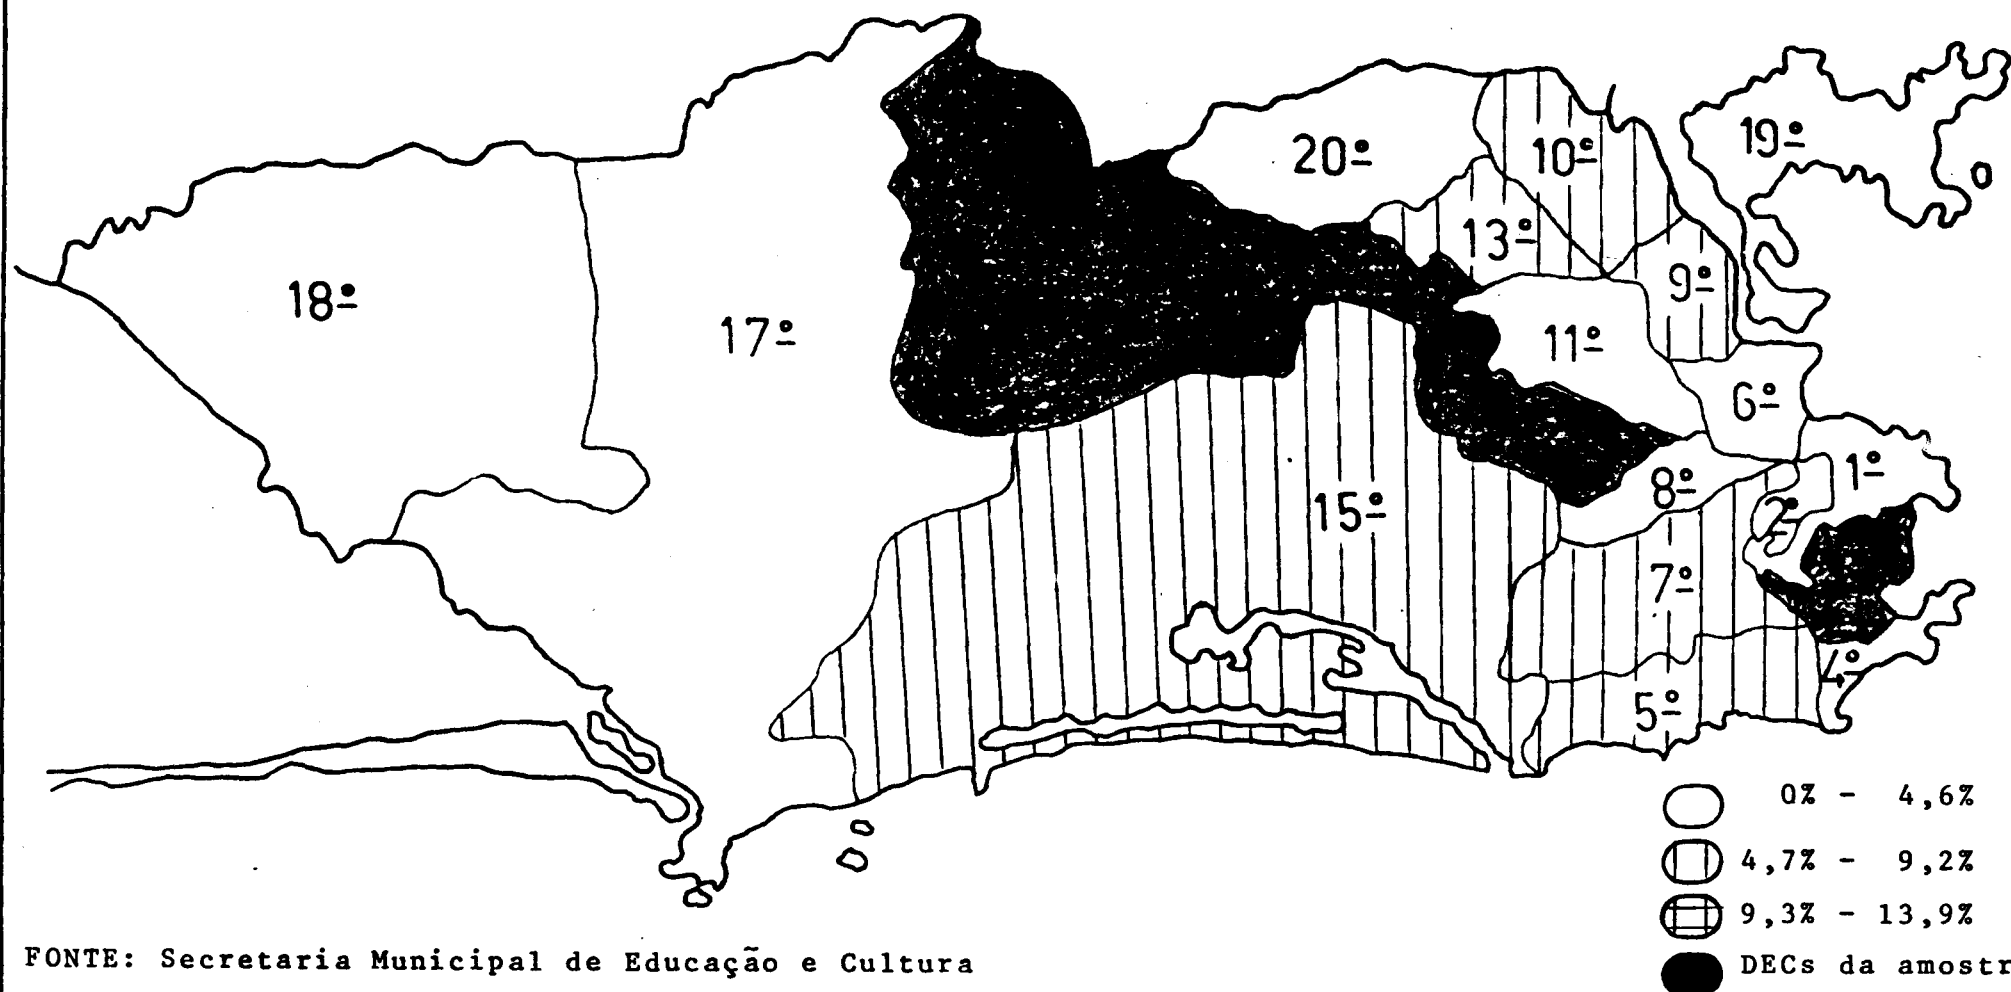 19º
20º
10º
13º
9º
18º
17º
11º
6º
1º
8º
15º
2º
7º
4º
5º
0% - 4,6%
4,7% - 9,2%
9,3% - 13,9%
FONTE: Secretaria Municipal de Educação e Cultura
DECs da amostr